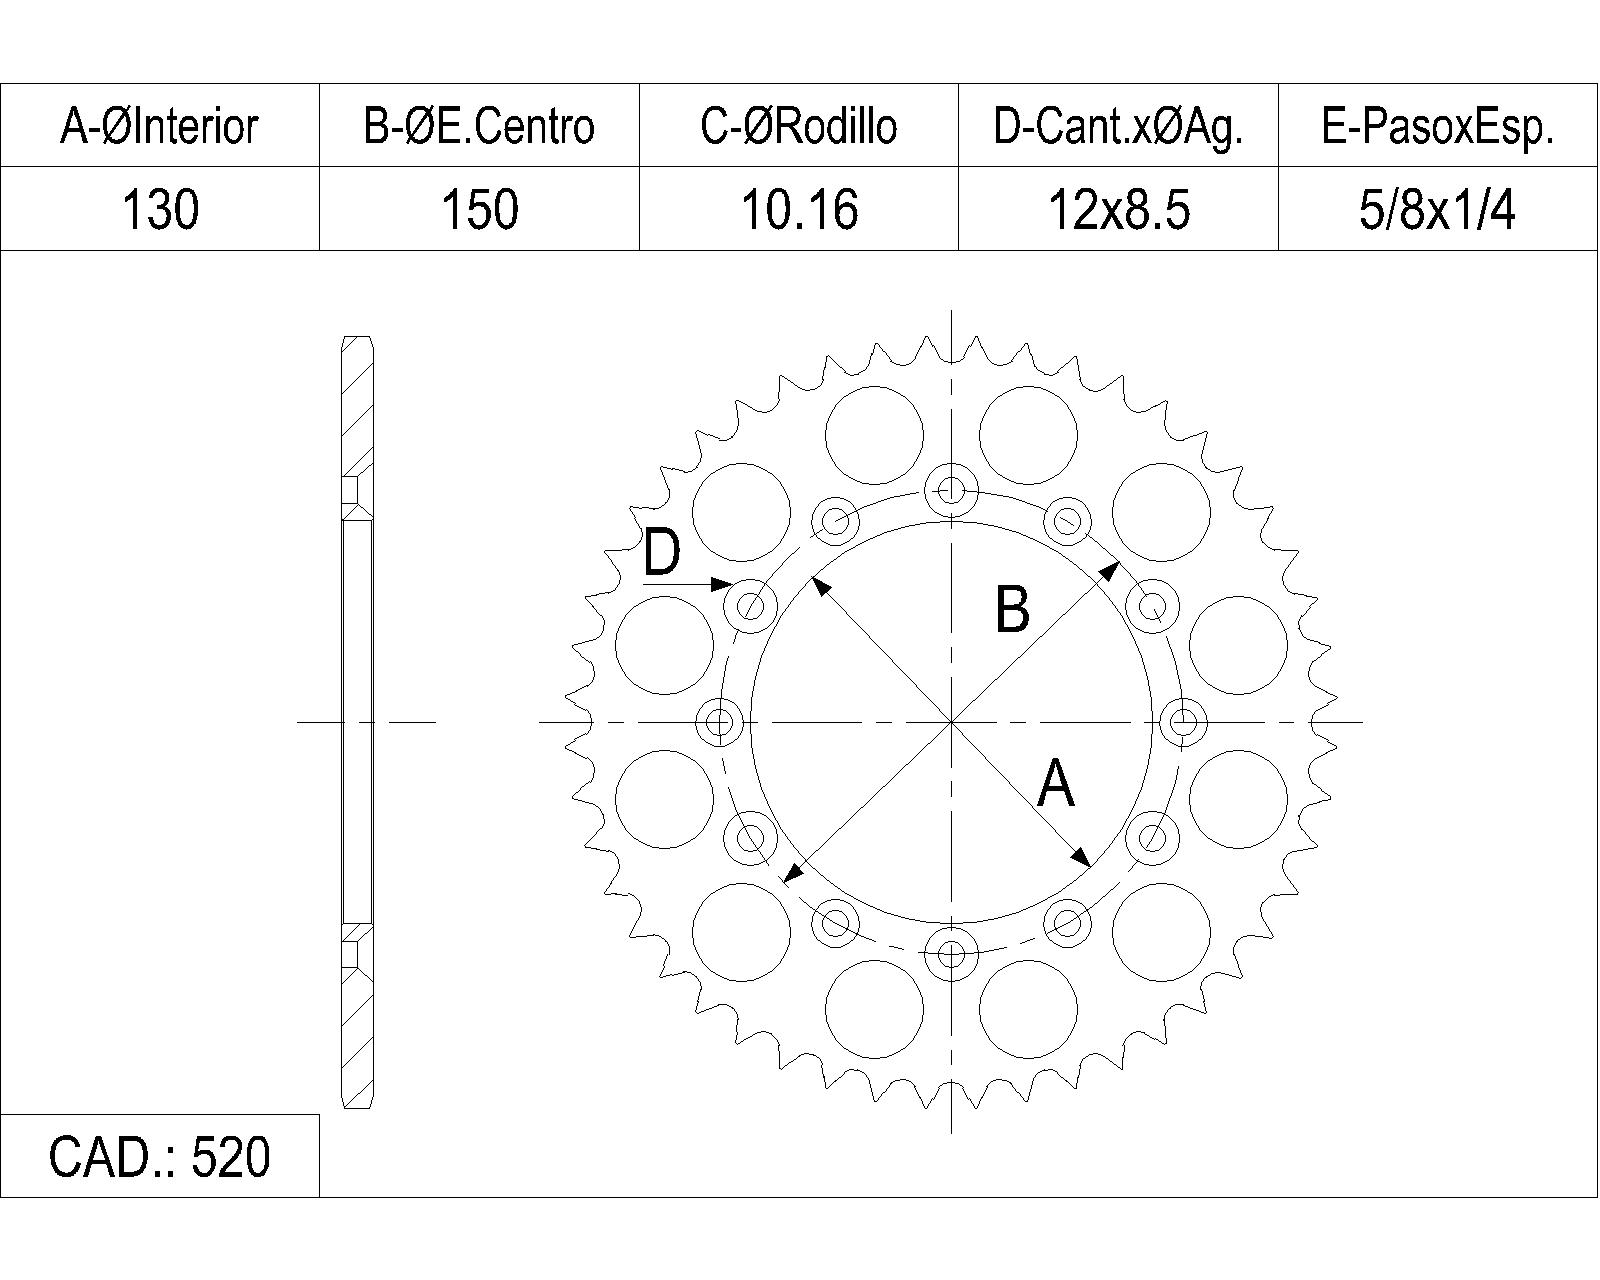 A-ØInterior B-ØE.Centro C-ØRodillo D-Cant.xØAg. E-PasoxEsp.
130 150 10.16 12x8.5 5/8x1/4
D
B
A
CAD.: 520